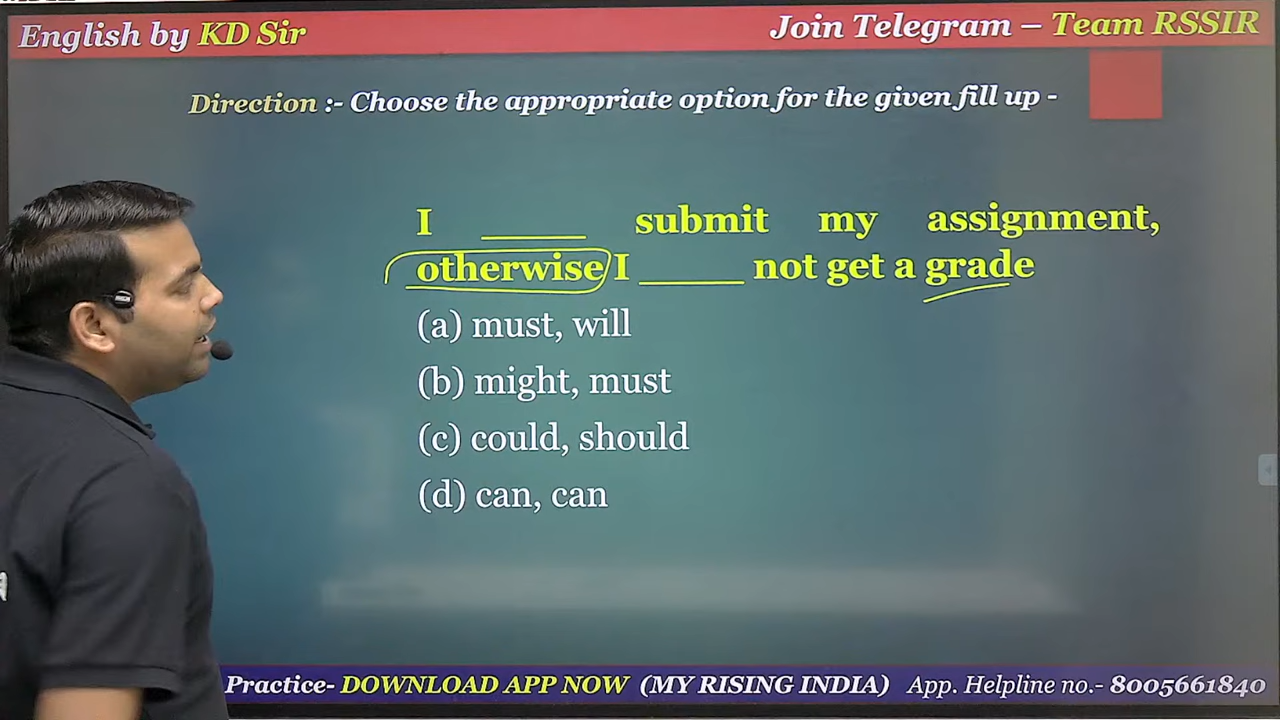 English by KD Sir
Join Telegram – Team RSSIR
Direction :- Choose the appropriate option for the given fill up -
I ______ submit my assignment,
otherwise I ______ not get a grade
(a) must, will
(b) might, must
(c) could, should
(d) can, can
Practice- DOWNLOAD APP NOW (MY RISING INDIA) App. Helpline no.- 8005661840